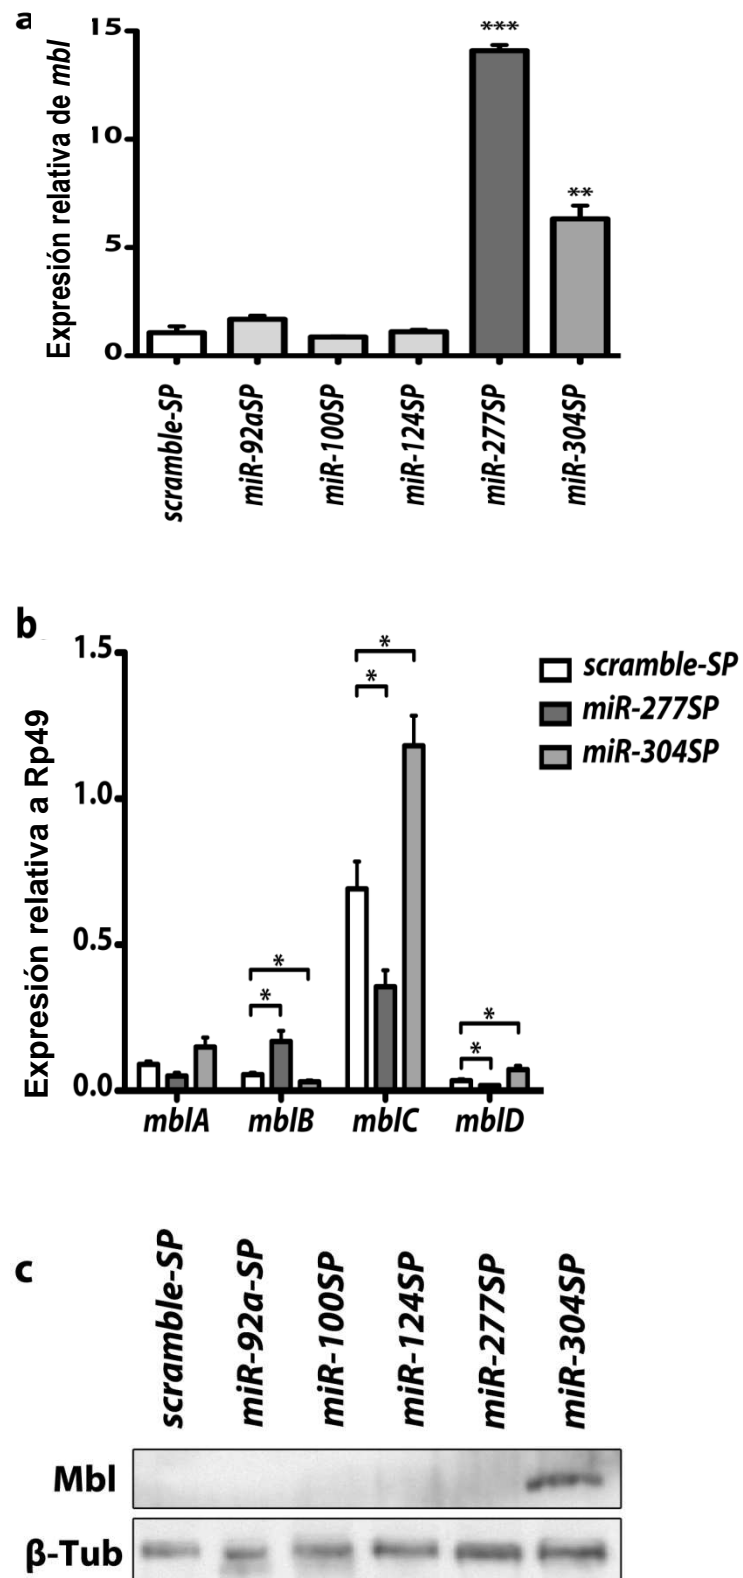 a
Expresión relativa de mbl
15
10
5
0
***
**
scramble-SP
miR-92aSP
miR-100SP
miR-124SP
miR-277SP
miR-304SP
b
Expresión relativa a Rp49
1.5
1.0
0.5
0.0
*
*
*
*
*
*
scramble-SP
miR-277SP
miR-304SP
mblA mblB mblC mblD
c
scramble-SP
miR-92a-SP
miR-100SP
miR-124SP
miR-277SP
miR-304SP
Mbl
β-Tub